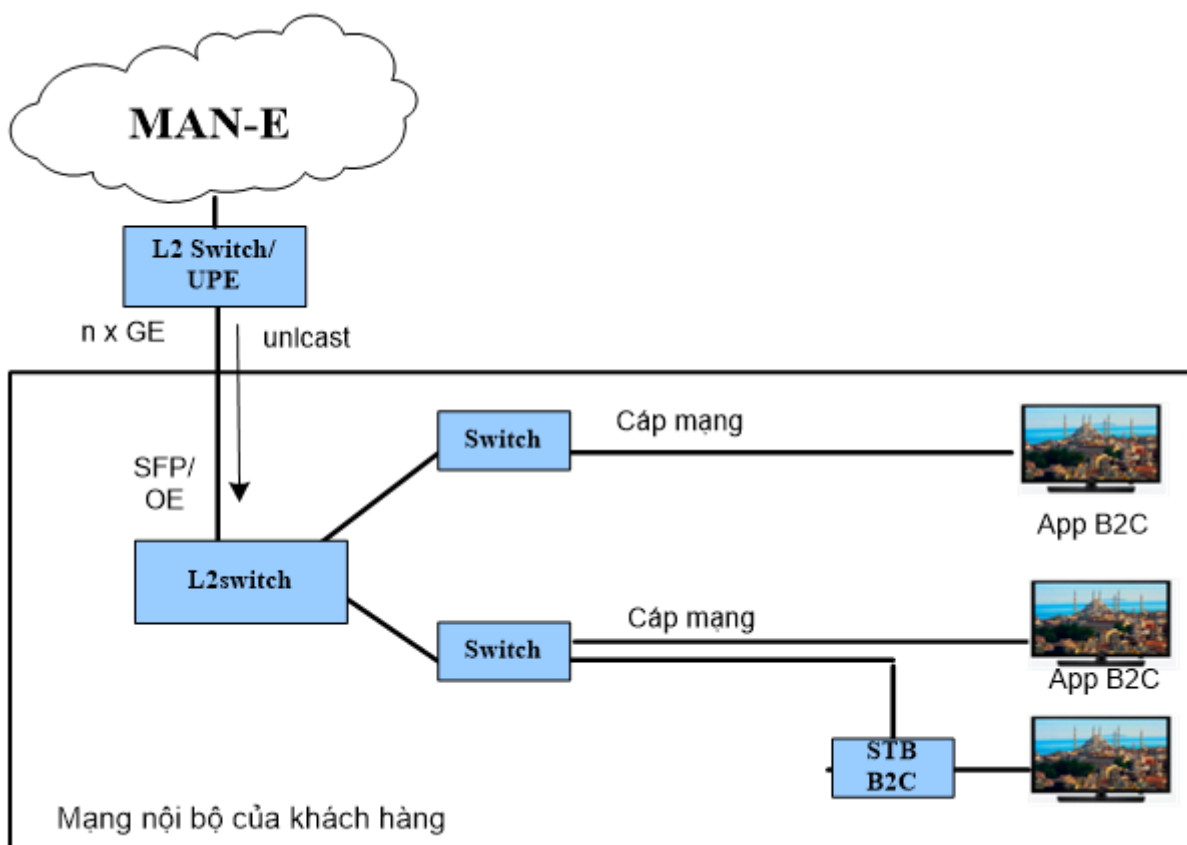 MAN-E
L2 Switch/
UPE
n x GE
unIcast
Switch
Cáp mạng
SFP/
OE
App B2C
L2switch
Switch
Cáp mạng
App B2C
STB
B2C
Mạng nội bộ của khách hàng